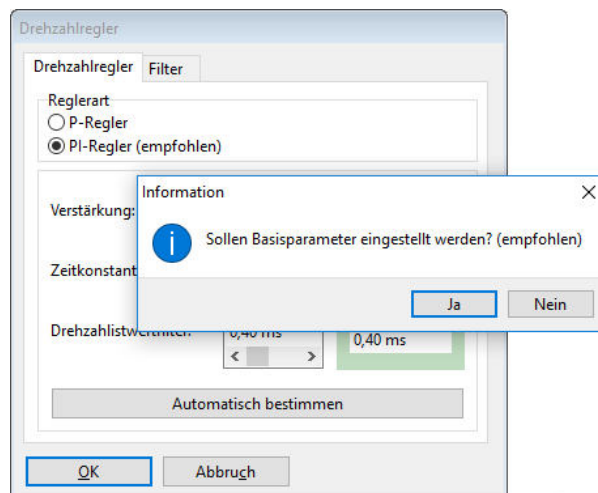 Drehzahlregler
Drehzahlregler Filter
Reglerart
P-Regler
PI-Regler (empfohlen)
Information
Verstärkung:
Sollen Basisparameter eingestellt werden? (empfohlen)
Zeitkonstant
Ja Nein
0,40 ms
0,40 ms
Automatisch bestimmen
OK Abbruch